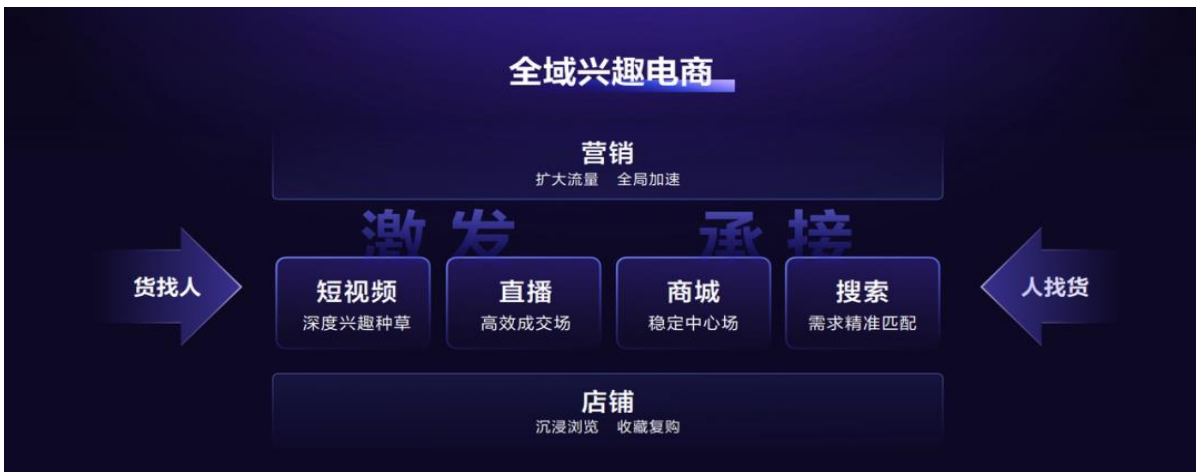 全域兴趣电商
营销
扩大流量 全局加速
激发 承接
货找人
短视频 直播 商城 搜索
深度兴趣种草 高效成交场 稳定中心场 需求精准匹配
人找货
店铺
沉浸浏览 收藏复购